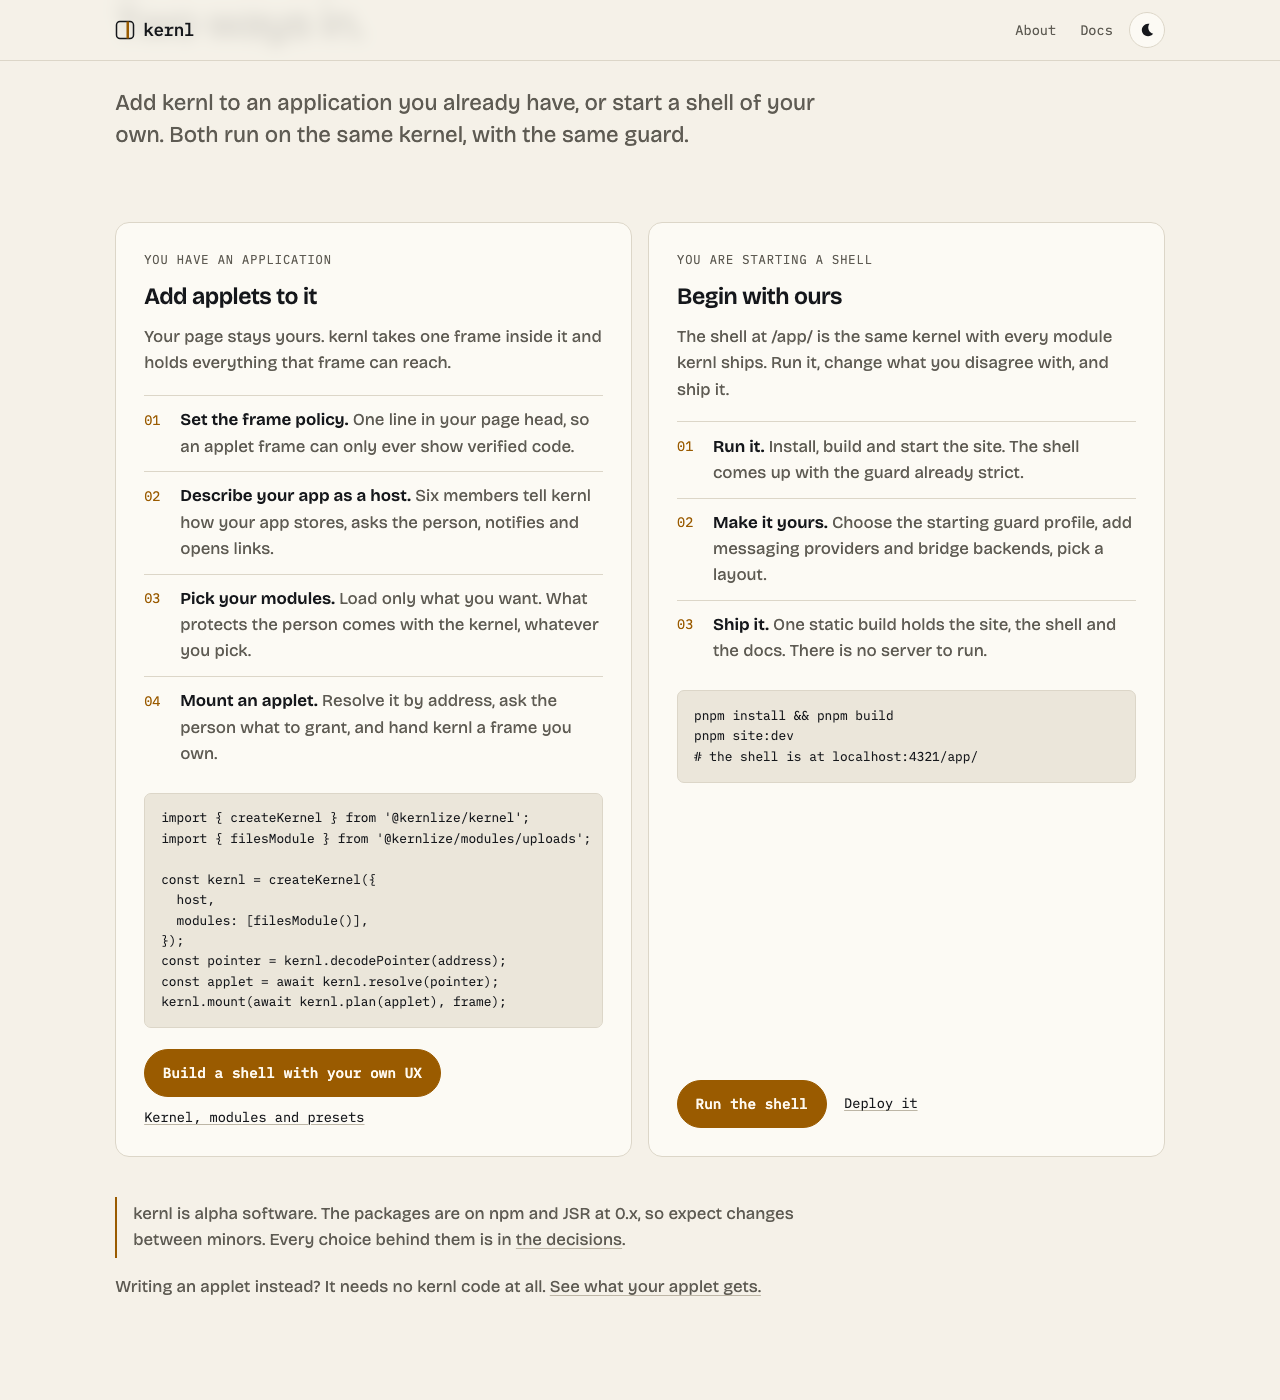 kernl
About
Docs
Add kernl to an application you already have, or start a shell of your
own. Both run on the same kernel, with the same guard.
YOU HAVE AN APPLICATION
Add applets to it
Your page stays yours. kernl takes one frame inside it and
holds everything that frame can reach.
01 Set the frame policy. One line in your page head, so
an applet frame can only ever show verified code.
02 Describe your app as a host. Six members tell kernl
how your app stores, asks the person, notifies and
opens links.
03 Pick your modules. Load only what you want. What
protects the person comes with the kernel, whatever
you pick.
04 Mount an applet. Resolve it by address, ask the
person what to grant, and hand kernl a frame you
own.
import { createKernel } from '@kernlize/kernel';
import { filesModule } from '@kernlize/modules/uploads';
const kernl = createKernel({
  host,
  modules: [filesModule()],
});
const pointer = kernl.decodePointer(address);
const applet = await kernl.resolve(pointer);
kernl.mount(await kernl.plan(applet), frame);
Build a shell with your own UX
Kernel, modules and presets
YOU ARE STARTING A SHELL
Begin with ours
The shell at /app/ is the same kernel with every module
kernl ships. Run it, change what you disagree with, and
ship it.
01 Run it. Install, build and start the site. The shell
comes up with the guard already strict.
02 Make it yours. Choose the starting guard profile, add
messaging providers and bridge backends, pick a
layout.
03 Ship it. One static build holds the site, the shell and
the docs. There is no server to run.
pnpm install && pnpm build
pnpm site:dev
# the shell is at localhost:4321/app/
Run the shell
Deploy it
kernl is alpha software. The packages are on npm and JSR at 0.x, so expect changes
between minors. Every choice behind them is in the decisions.
Writing an applet instead? It needs no kernl code at all. See what your applet gets.